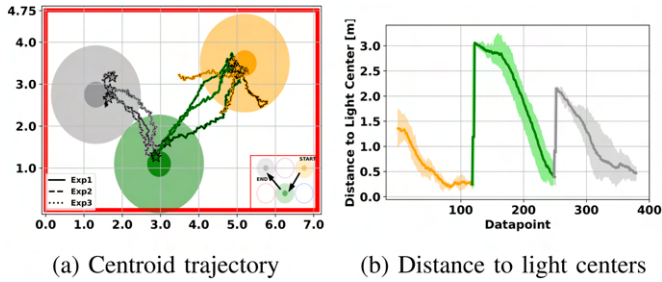 4.75
4.0
3.0
2.0
1.0
Exp1
Exp2
Exp3
START
END
0.0 1.0 2.0 3.0 4.0 5.0 6.0 7.0
(a) Centroid trajectory
Distance to Light Center [m]
3.0
2.5
2.0
1.5
1.0
0.5
0.0
100 200 300 400
Datapoint
(b) Distance to light centers